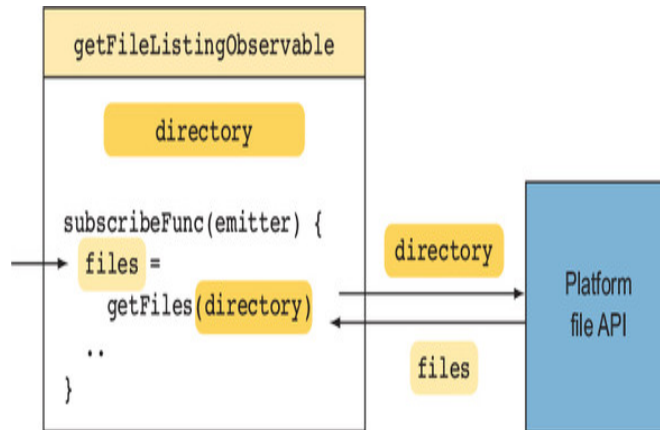 getFileListingObservable
directory
subscribeFunc(emitter) {
files =
getFiles(directory)
..
}
directory
files
Platform
file API